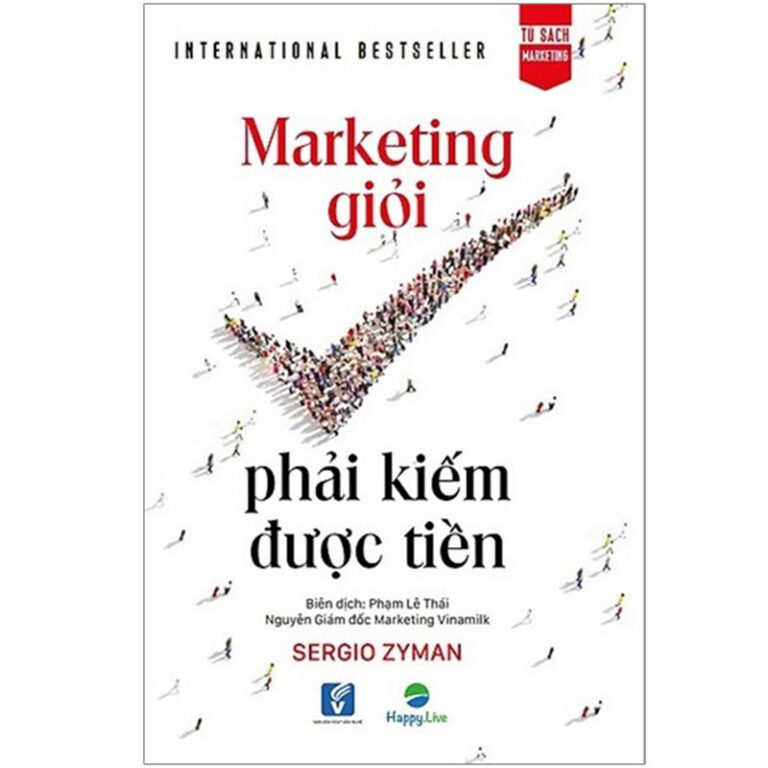 INTERNATIONAL BESTSELLER
TỦ SÁCH
MARKETING
Marketing
giỏi
phải kiếm
được tiền
Biên dịch: Phạm Lê Thái
Nguyên Giám đốc Marketing Vinamilk
SERGIO ZYMAN
Happy.Live